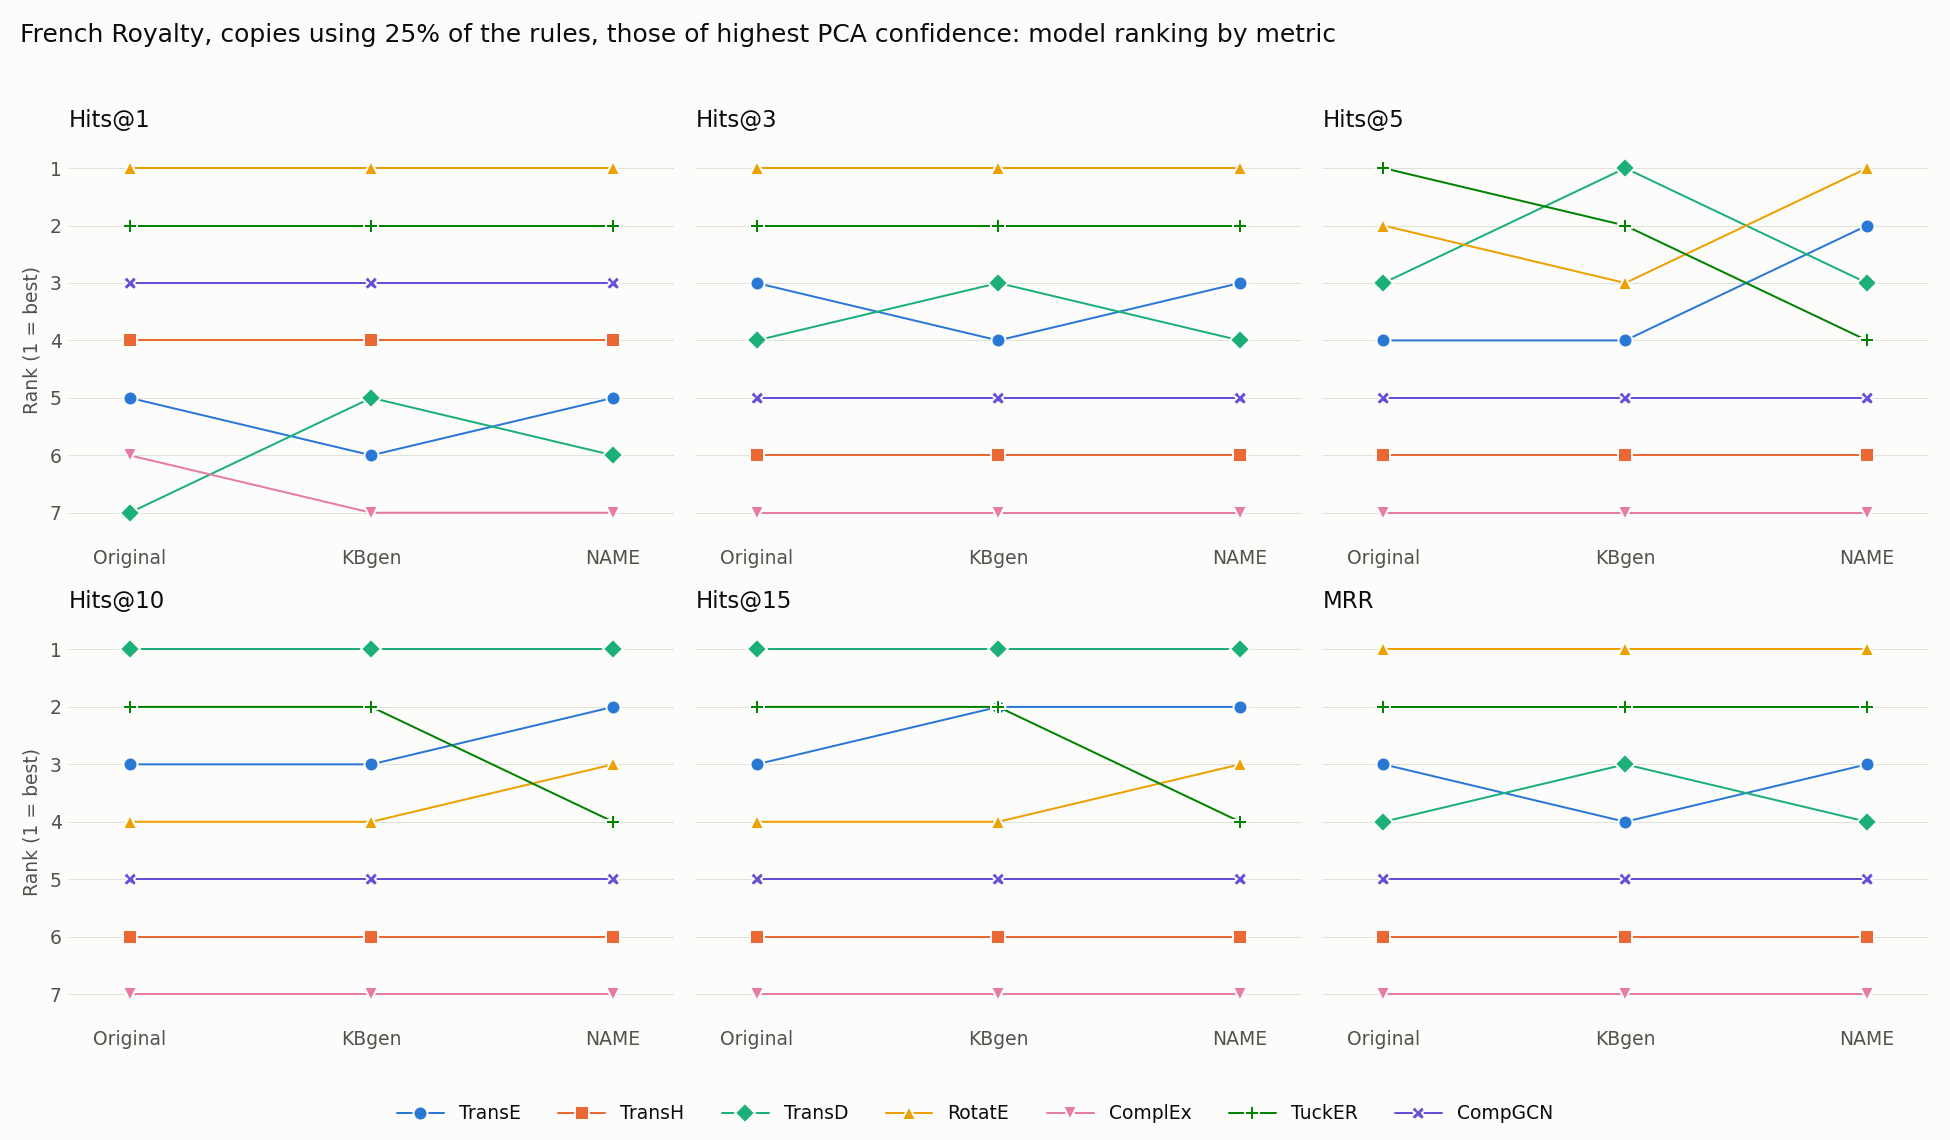 French Royalty, copies using 25% of the rules, those of highest PCA confidence: model ranking by metric
Hits@1
Hits@3
Hits@5
Rank (1 = best)
1
2
3
4
5
6
7
Original
KBgen
NAME
Original
KBgen
NAME
Original
KBgen
NAME
Hits@10
Hits@15
MRR
Rank (1 = best)
1
2
3
4
5
6
7
Original
KBgen
NAME
Original
KBgen
NAME
Original
KBgen
NAME
TransE
TransH
TransD
RotatE
ComplEx
TuckER
CompGCN